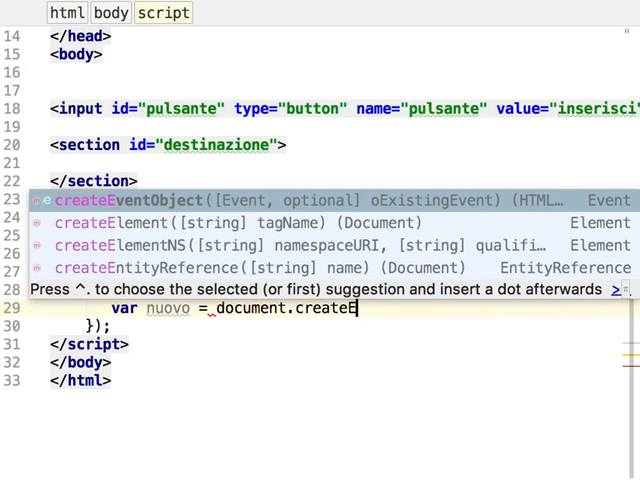 html body script
14 </head>
15 <body>
16
17
18 <input id="pulsante" type="button" name="pulsante" value="inserisci"
19
20 <section id="destinazione">
21
22 </section>
23 createEventObject([Event, optional] oExistingEvent) (HTML… Event
24 createElement([string] tagName) (Document) Element
25 createElementNS([string] namespaceURI, [string] qualifi… Element
26
27 createEntityReference([string] name) (Document) EntityReference
28 Press ^. to choose the selected (or first) suggestion and insert a dot afterwards >> π
29 var nuovo = document.createE
30 });
31 </script>
32 </body>
33 </html>